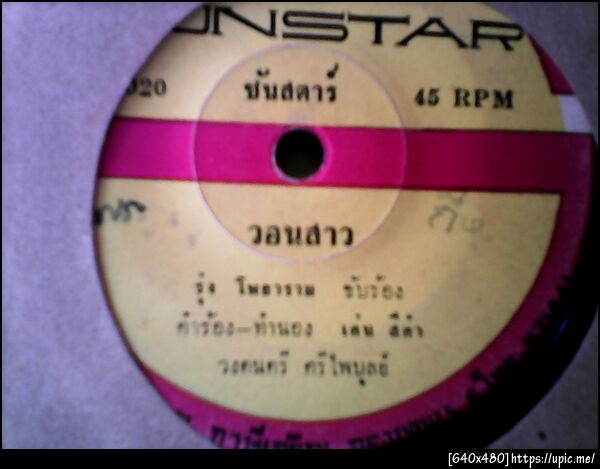 UNSTAR
020
ซันสตาร์
45 RPM
วอนสาว
รุ่ง โพธาราม ขับร้อง
คำร้อง-ทำนอง เด่น สีดำ
วงดนตรี ศรีไพบูลย์
[640x480]https://upic.me/